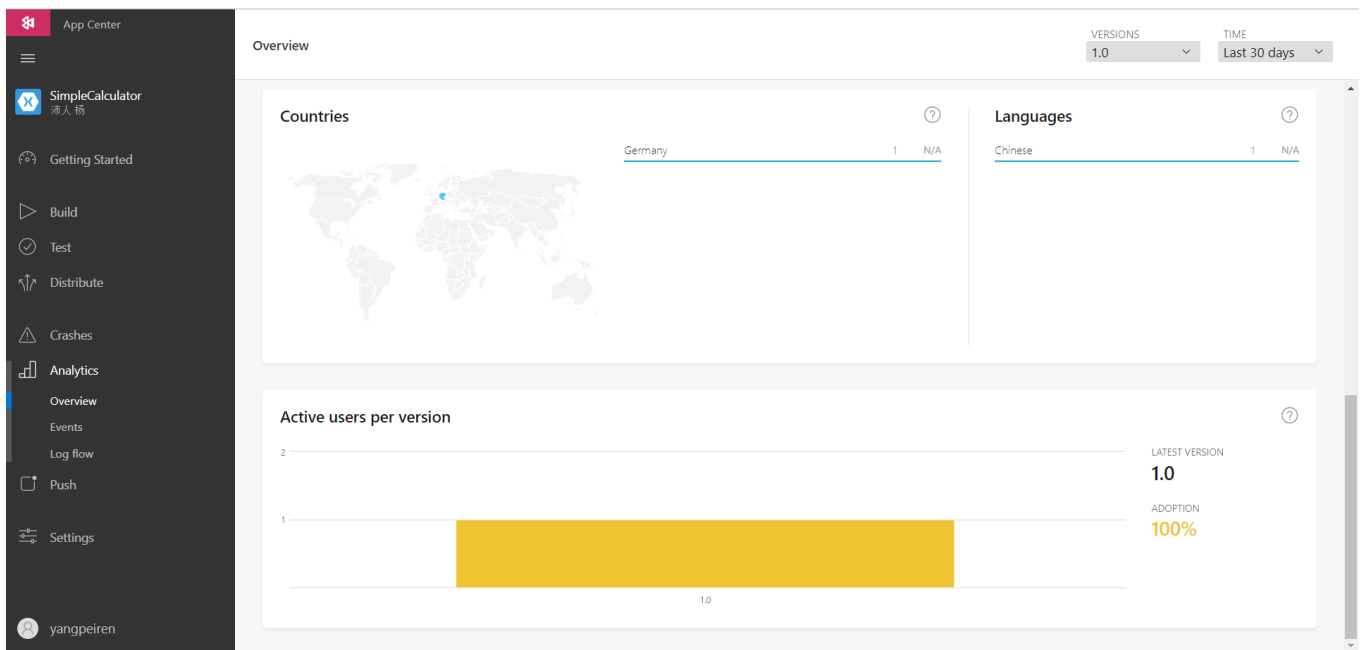 App Center
SimpleCalculator
沛人 杨
Getting Started
Build
Test
Distribute
Crashes
Analytics
Overview
Events
Log flow
Push
Settings
yangpeiren
Overview
VERSIONS
1.0
TIME
Last 30 days
Countries
?
Germany 1 N/A
Languages
?
Chinese 1 N/A
Active users per version
?
2
1
1.0
LATEST VERSION
1.0
ADOPTION
100%